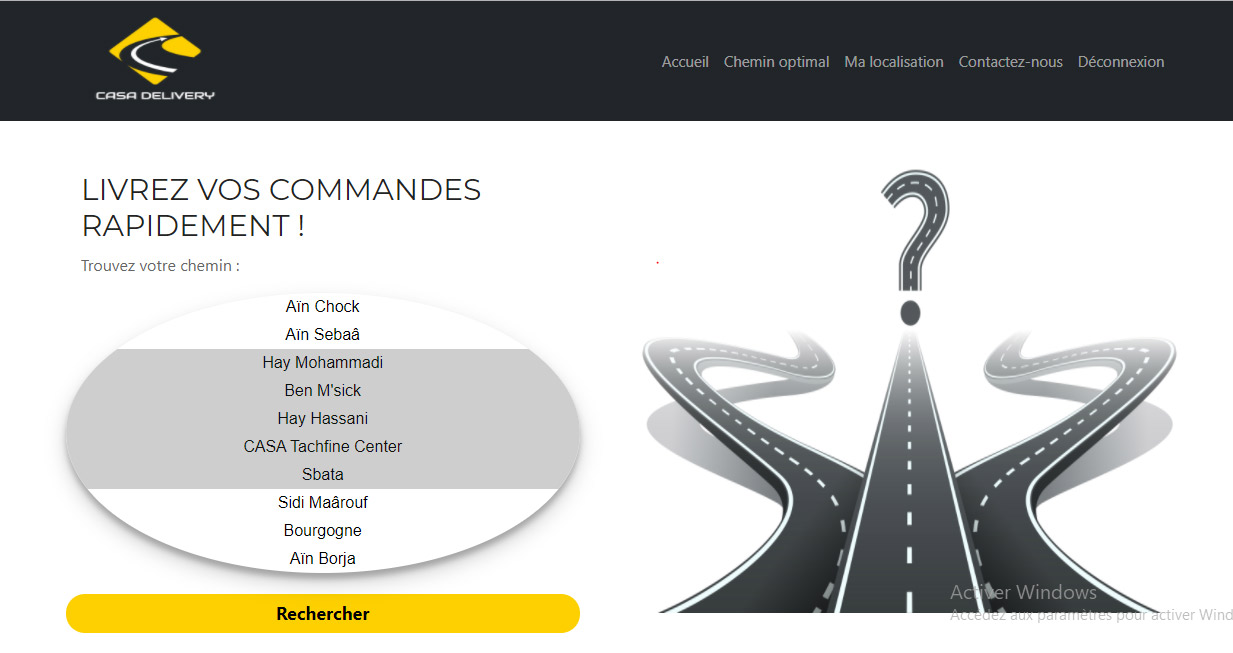 CASA DELIVERY
Accueil Chemin optimal Ma localisation Contactez-nous Déconnexion
LIVREZ VOS COMMANDES
RAPIDEMENT !
Trouvez votre chemin :
Aïn Chock
Aïn Sebaâ
Hay Mohammadi
Ben M'sick
Hay Hassani
CASA Tachfine Center
Sbata
Sidi Maârouf
Bourgogne
Aïn Borja
Rechercher
?
Activer Windows
Accédez aux paramètres pour activer Wind